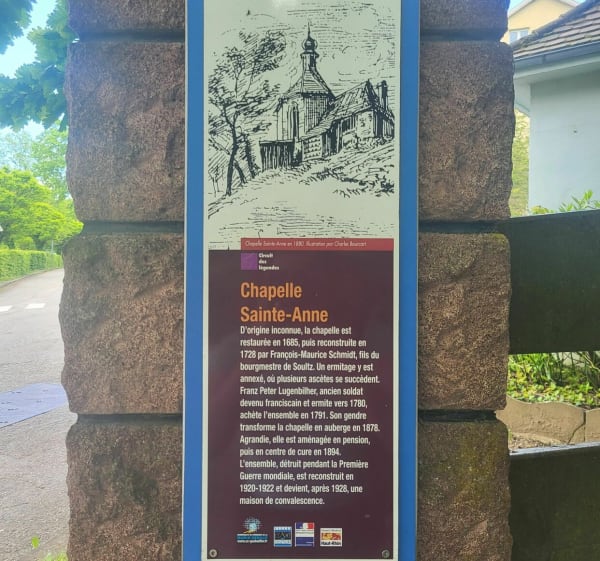 Chapelle Sainte-Anne en 1880. Illustration par Charles Bourcart
Circuit
des
légendes
Chapelle
Sainte-Anne
D'origine inconnue, la chapelle est
restaurée en 1685, puis reconstruite en
1728 par François-Maurice Schmidt, fils du
bourgmestre de Soultz. Un ermitage y est
annexé, où plusieurs ascètes se succèdent.
Franz Peter Lugenbilher, ancien soldat
devenu franciscain et ermite vers 1780,
achète l'ensemble en 1791. Son gendre
transforme la chapelle en auberge en 1878.
Agrandie, elle est aménagée en pension,
puis en centre de cure en 1894.
L'ensemble, détruit pendant la Première
Guerre mondiale, est reconstruit en
1920-1922 et devient, après 1928, une
maison de convalescence.
Haut-Rhin